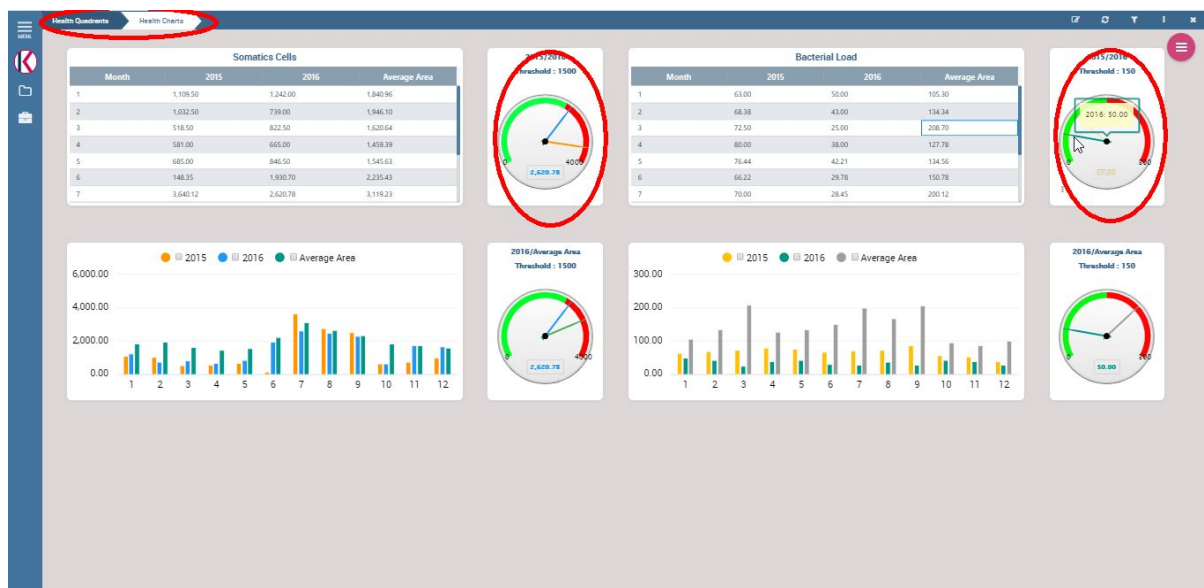 Health Quadrants Health Charts
MENU
Somatics Cells
Month 2015 2016 Average Area
1 1,109.50 1,242.00 1,840.96
2 1,032.50 739.00 1,946.10
3 518.50 822.50 1,620.64
4 581.00 665.00 1,459.39
5 685.00 846.50 1,545.63
6 148.35 1,930.70 2,235.43
7 3,640.12 2,620.78 3,119.23
2015/2016
Threshold : 1500
0 4000
2,620.78
Bacterial Load
Month 2015 2016 Average Area
1 63.00 50.00 105.30
2 68.38 43.00 134.34
3 72.50 25.00 208.70
4 80.00 38.00 127.78
5 76.44 42.21 134.56
6 66.22 29.78 150.78
7 70.00 28.45 200.12
2015/2016
Threshold : 150
2016: 50.00
0
2015 2016 Average Area
6,000.00
4,000.00
2,000.00
0.00
1 2 3 4 5 6 7 8 9 10 11 12
2016/Average Area
Threshold : 1500
0 4000
2,620.78
2015 2016 Average Area
300.00
200.00
100.00
0.00
1 2 3 4 5 6 7 8 9 10 11 12
2016/Average Area
Threshold : 150
0
50.00